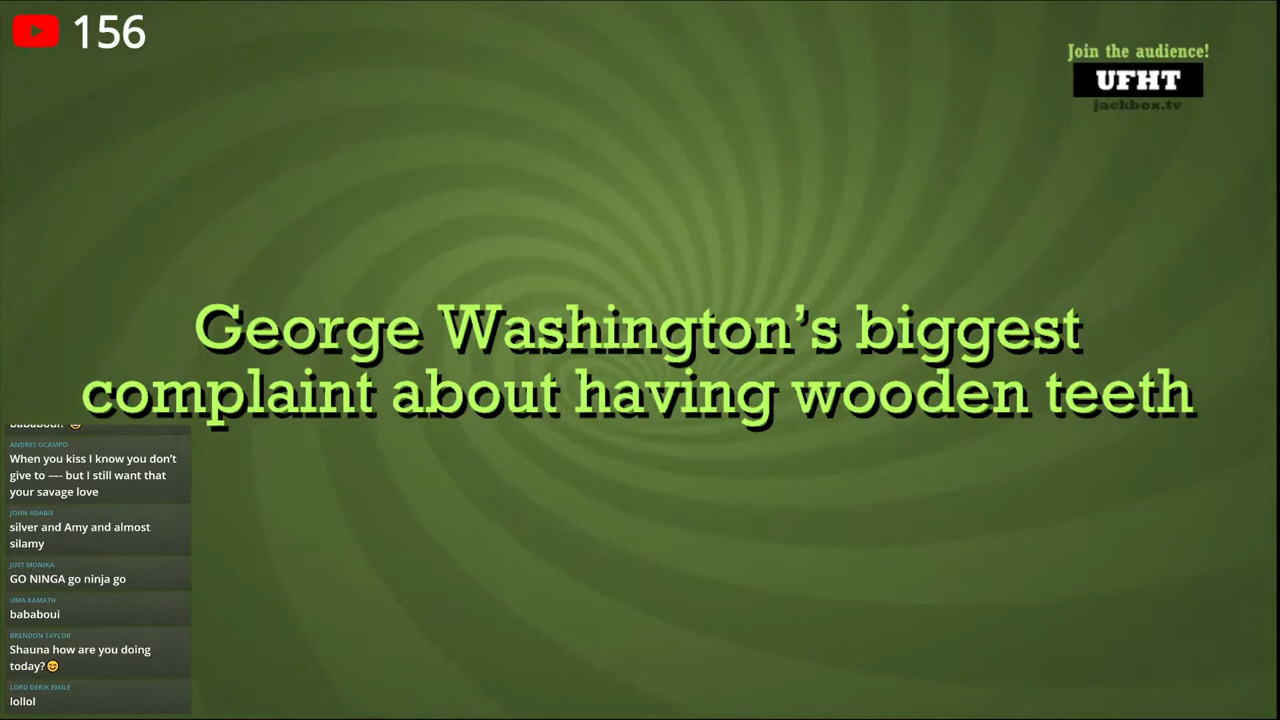 156
Join the audience!
UFHT
jackbox.tv
George Washington's biggest
complaint about having wooden teeth
bababoui!
ANDRES OCAMPO
When you kiss I know you don't
give to —- but I still want that
your savage love
JOHN ADABIE
silver and Amy and almost
silamy
JUST MONIKA
GO NINGA go ninja go
UMA KAMATH
bababoui
BRENDON TAYLOR
Shauna how are you doing
today?😊
LORD DERIK EMILE
lollol